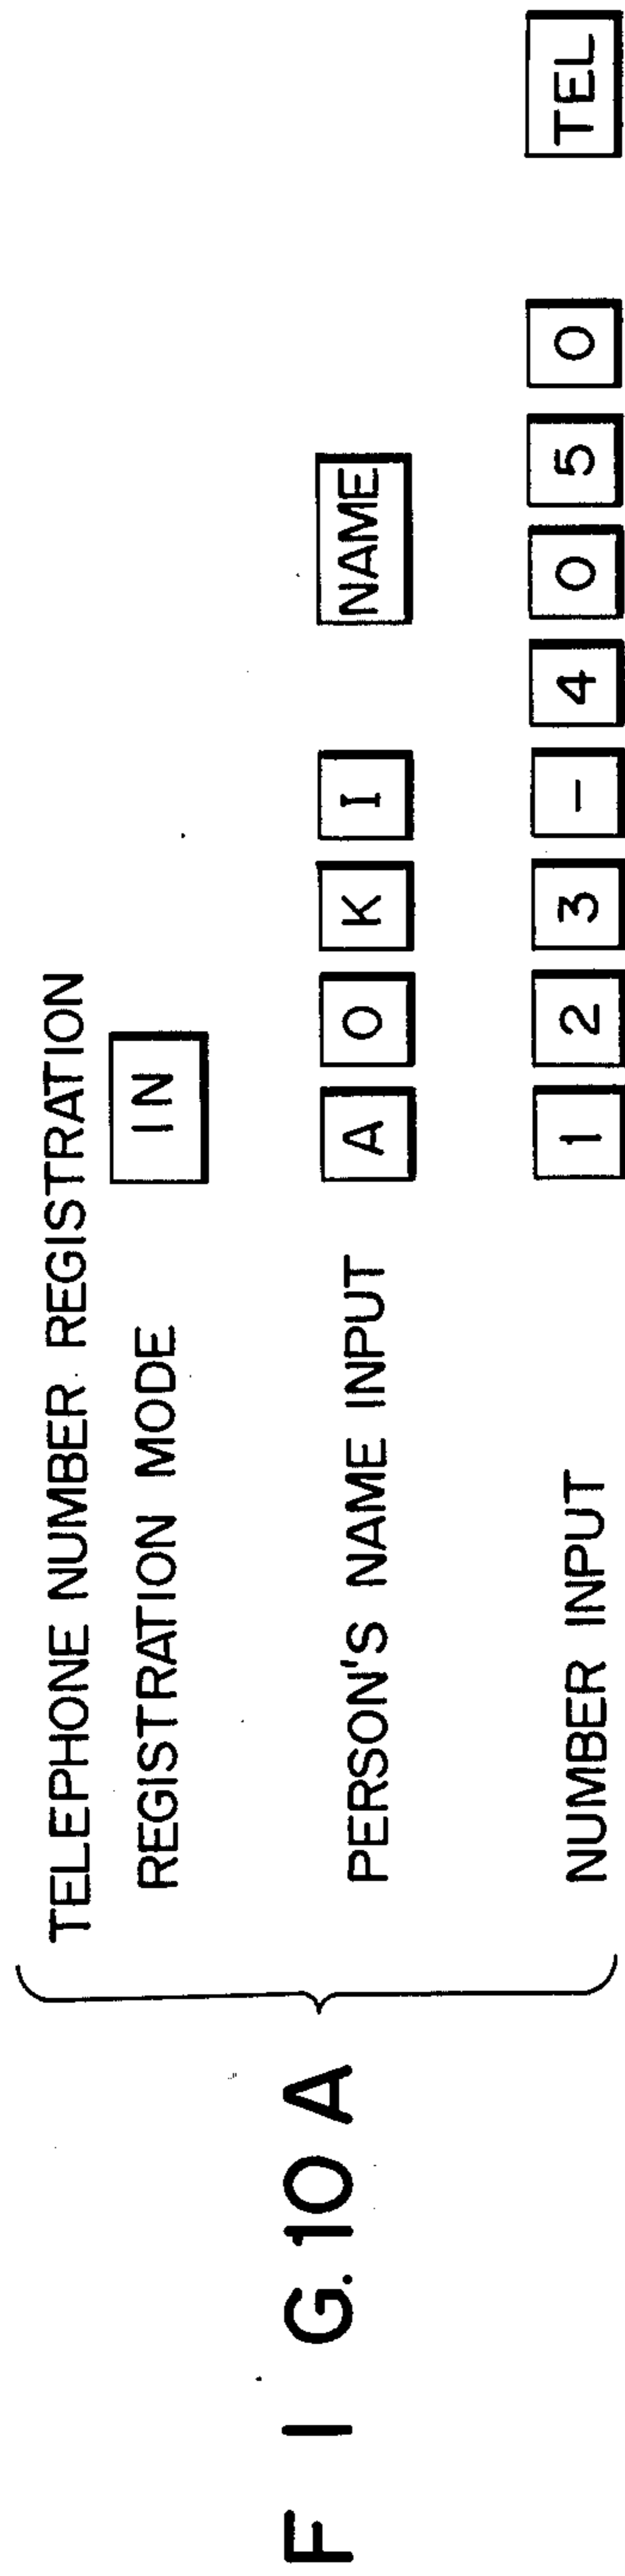 FIG. 10A
TELEPHONE NUMBER REGISTRATION
REGISTRATION MODE IN
PERSON'S NAME INPUT A O K I NAME
NUMBER INPUT 1 2 3 - 4 0 5 0 TEL